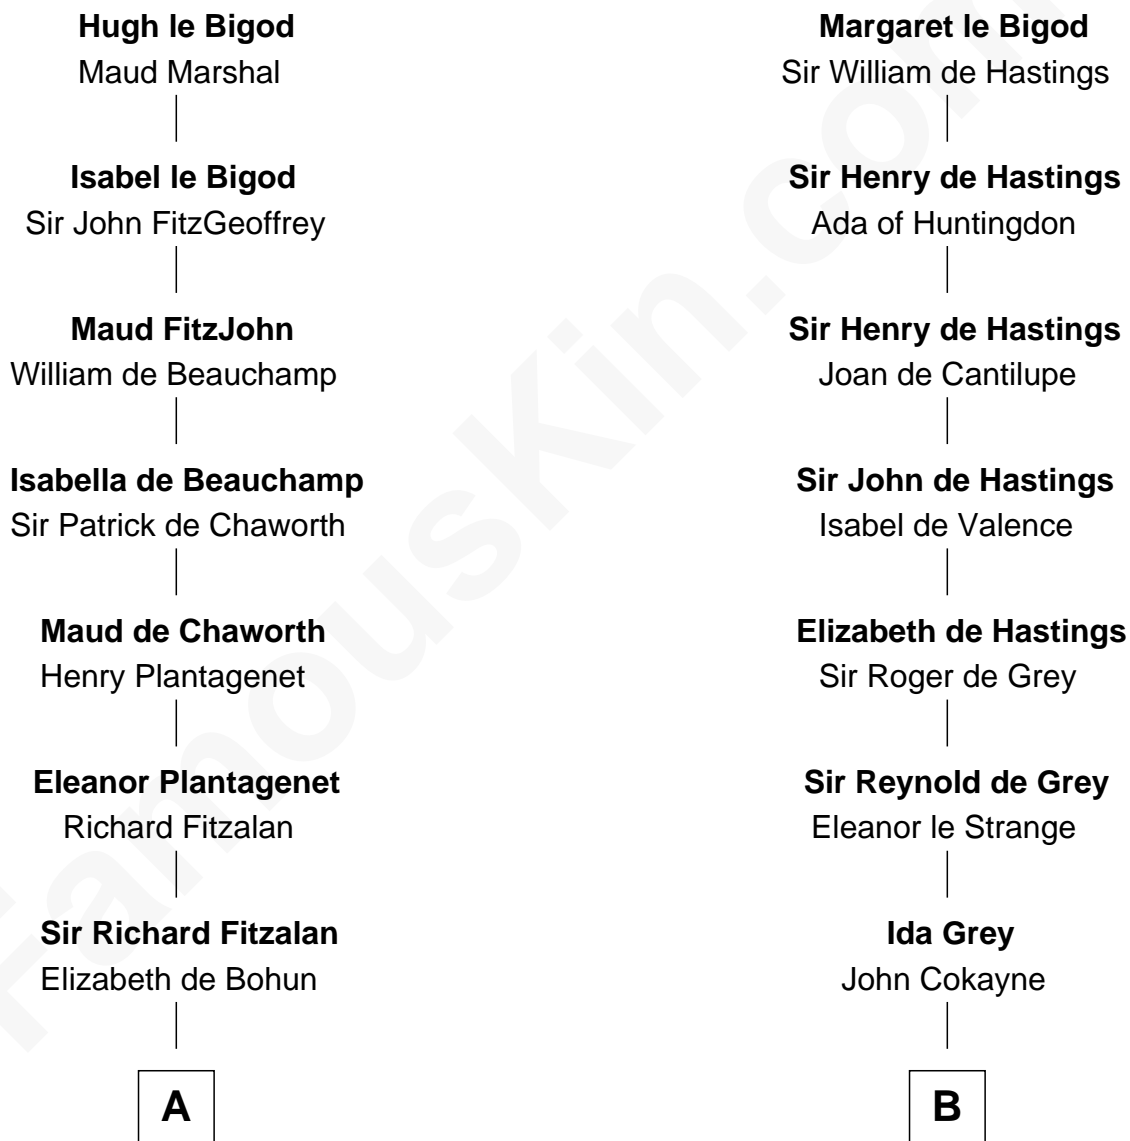 Hugh le Bigod
Maud Marshal
Isabel le Bigod
Sir John FitzGeoffrey
Maud FitzJohn
William de Beauchamp
Isabella de Beauchamp
Sir Patrick de Chaworth
Maud de Chaworth
Henry Plantagenet
Eleanor Plantagenet
Richard Fitzalan
Sir Richard Fitzalan
Elizabeth de Bohun
A
Margaret le Bigod
Sir William de Hastings
Sir Henry de Hastings
Ada of Huntingdon
Sir Henry de Hastings
Joan de Cantilupe
Sir John de Hastings
Isabel de Valence
Elizabeth de Hastings
Sir Roger de Grey
Sir Reynold de Grey
Eleanor le Strange
Ida Grey
John Cokayne
B
FamousKin.com